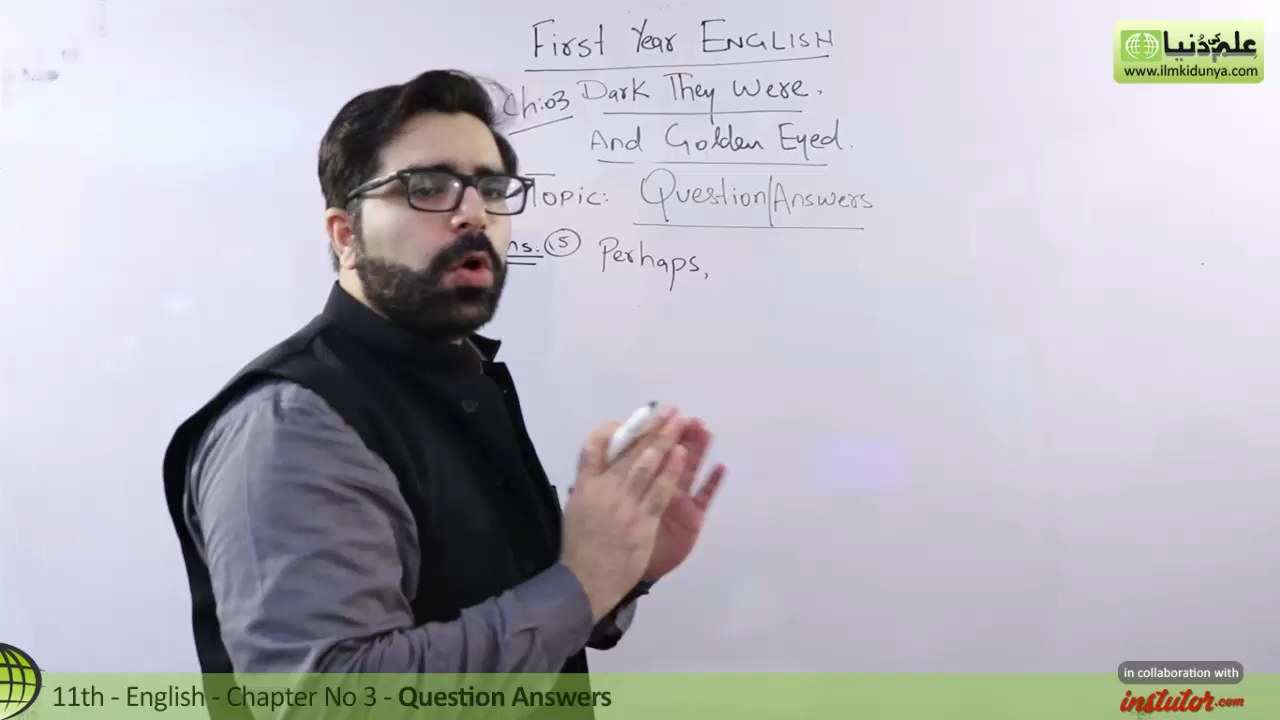 First Year ENGLISH
Ch:03 Dark They Were,
And Golden Eyed.
Topic: Question/Answers
ns. 5 Perhaps,
علم کی دنیا
www.ilmkidunya.com
in collaboration with
instutor.com
11th - English - Chapter No 3 - Question Answers